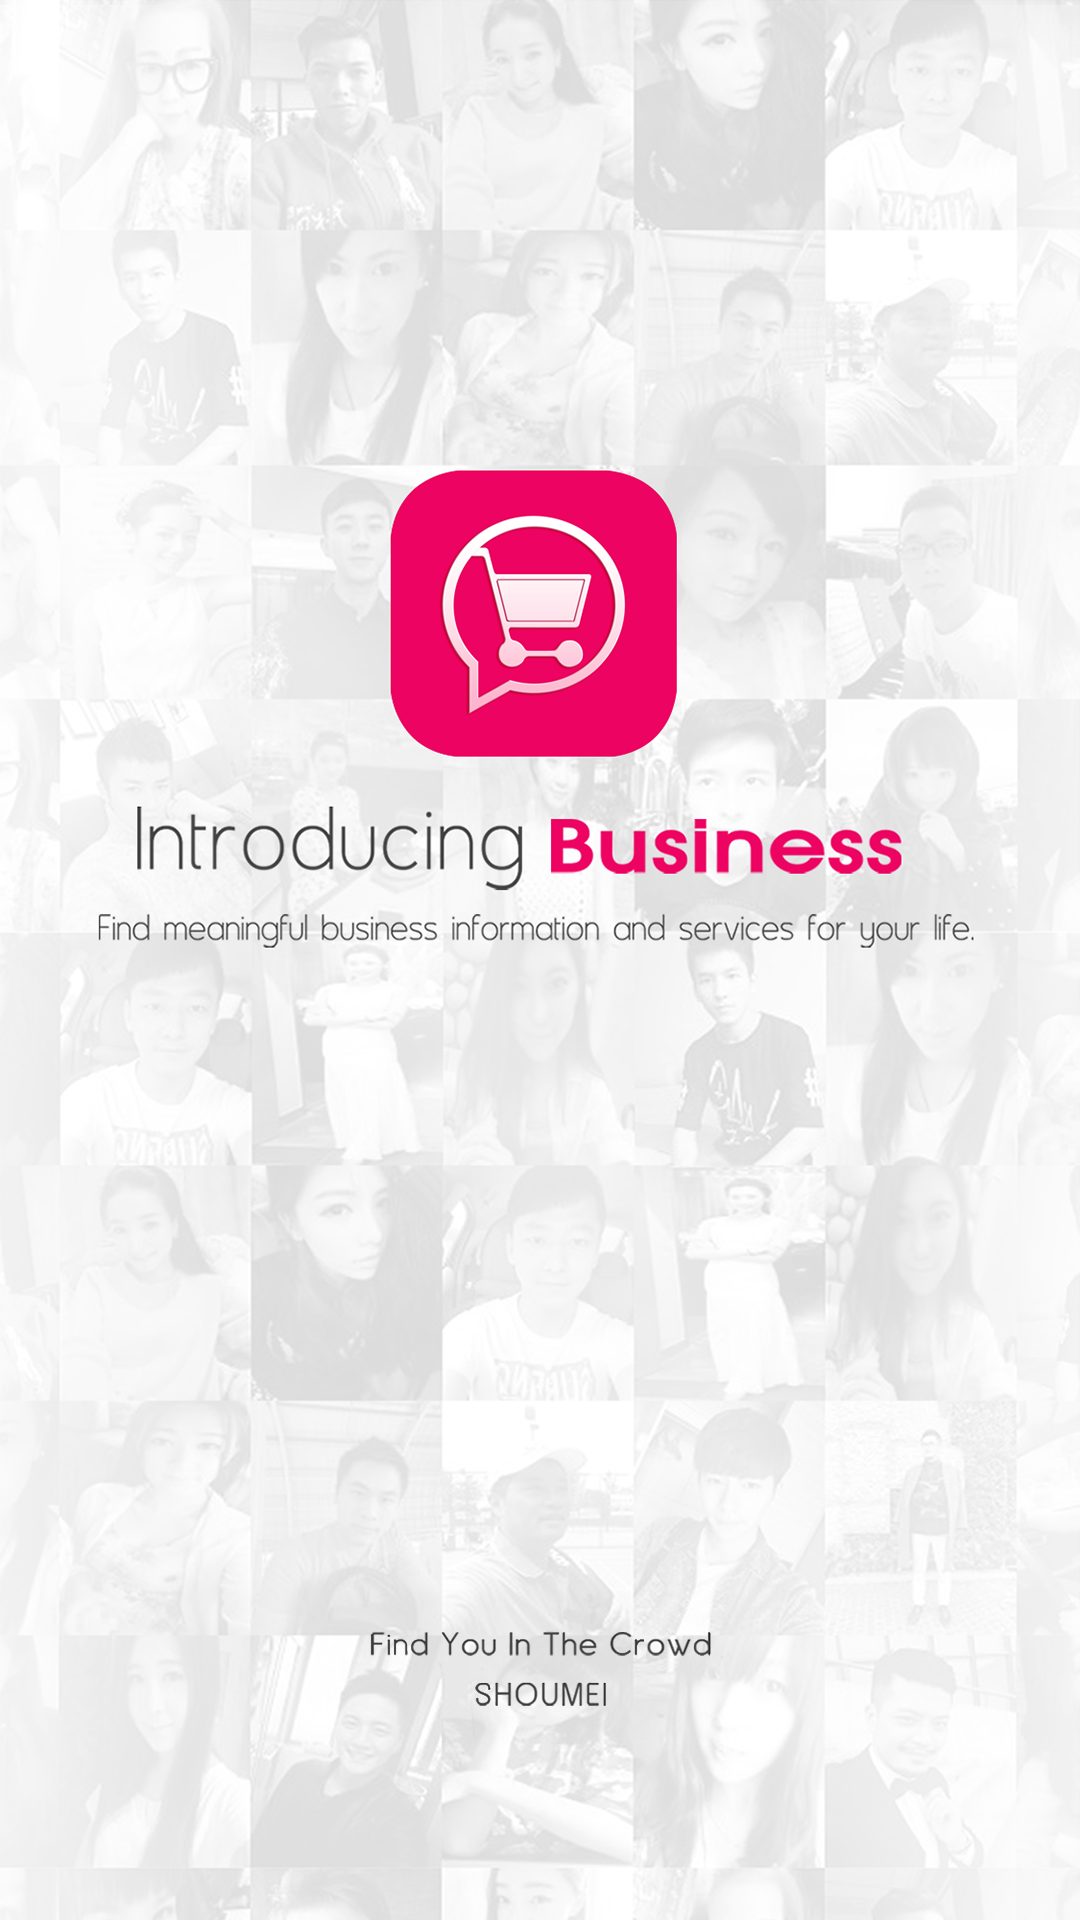 Introducing Business
Find meaningful business information and services for your life.
Find You In The Crowd
SHOUMEI